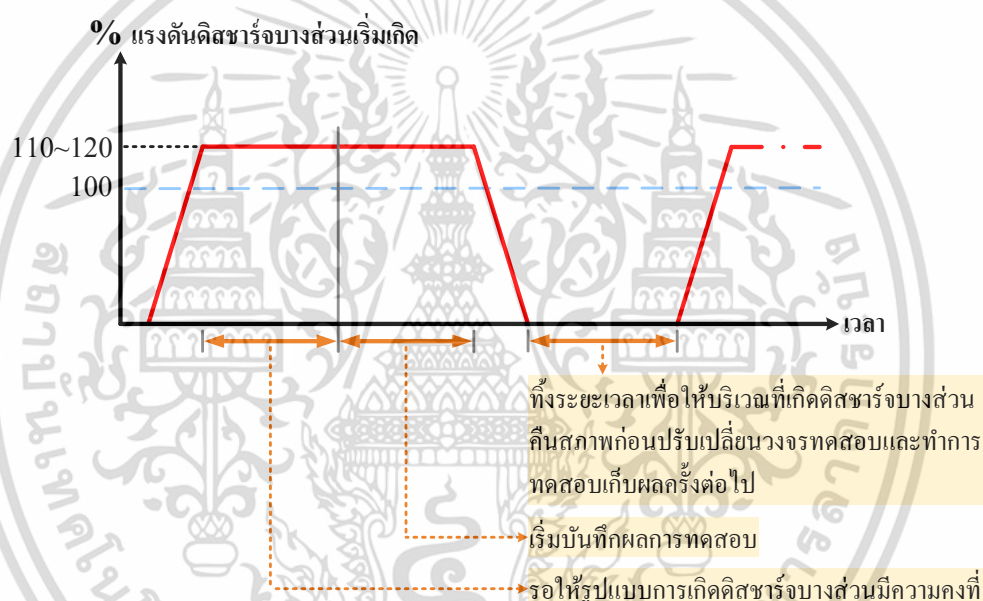 % แรงดันดิสชาร์จบางส่วนเริ่มเกิด
110~120
100
เวลา
ทิ้งระยะเวลาเพื่อให้บริเวณที่เกิดดิสชาร์จบางส่วน
คืนสภาพก่อนปรับเปลี่ยนวงจรทดสอบและทำการ
ทดสอบเก็บผลครั้งต่อไป
เริ่มบันทึกผลการทดสอบ
รอให้รูปแบบการเกิดดิสชาร์จบางส่วนมีความคงที่